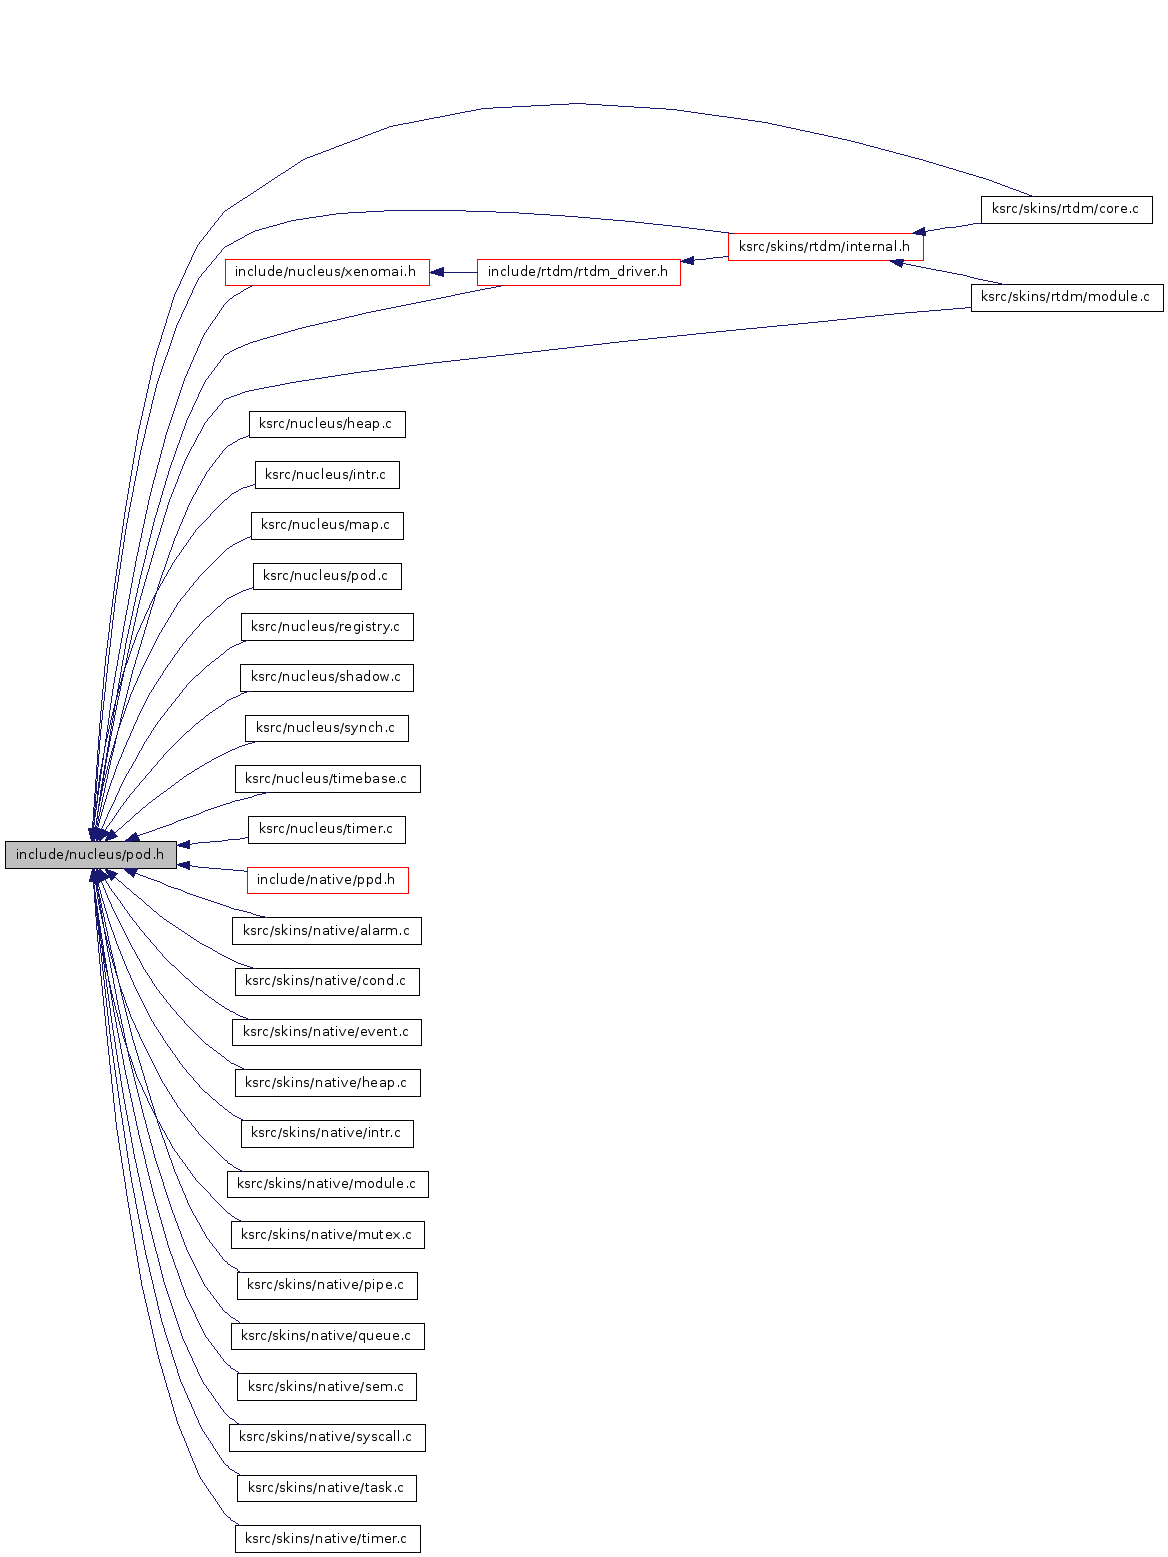 ksrc/skins/rtdm/core.c
ksrc/skins/rtdm/internal.h
include/nucleus/xenomai.h
include/rtdm/rtdm_driver.h
ksrc/skins/rtdm/module.c
ksrc/nucleus/heap.c
ksrc/nucleus/intr.c
ksrc/nucleus/map.c
ksrc/nucleus/pod.c
ksrc/nucleus/registry.c
ksrc/nucleus/shadow.c
ksrc/nucleus/synch.c
ksrc/nucleus/timebase.c
ksrc/nucleus/timer.c
include/nucleus/pod.h
include/native/ppd.h
ksrc/skins/native/alarm.c
ksrc/skins/native/cond.c
ksrc/skins/native/event.c
ksrc/skins/native/heap.c
ksrc/skins/native/intr.c
ksrc/skins/native/module.c
ksrc/skins/native/mutex.c
ksrc/skins/native/pipe.c
ksrc/skins/native/queue.c
ksrc/skins/native/sem.c
ksrc/skins/native/syscall.c
ksrc/skins/native/task.c
ksrc/skins/native/timer.c